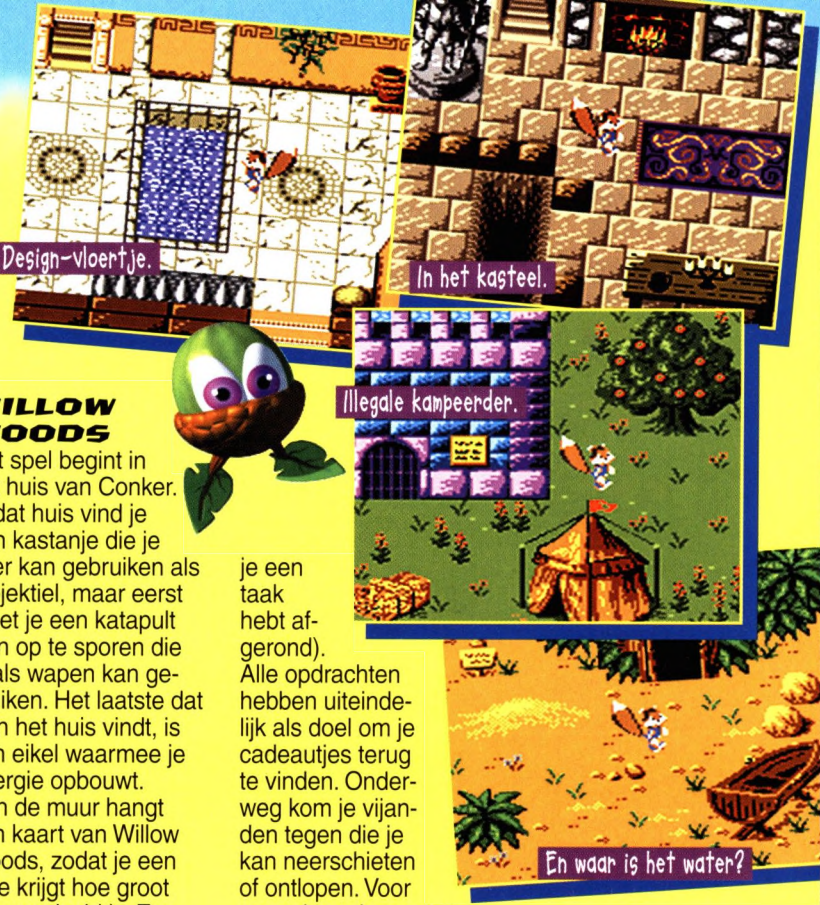 Design-vloertje.
In het kasteel.
Illegale kampeerder.
ILLOW
OODS
t spel begint in
huis van Conker.
dat huis vind je
n kastanje die je
er kan gebruiken als
jektiel, maar eerst
et je een katapult
n op te sporen die
als wapen kan ge-
iken. Het laatste dat
n het huis vindt, is
n eikel waarmee je
ergie opbouwt.
n de muur hangt
n kaart van Willow
ods, zodat je een
e krijgt hoe groot
je een
taak
hebt af-
gerond).
Alle opdrachten
hebben uiteinde-
lijk als doel om je
cadeautjes terug
te vinden. Onder-
weg kom je vijan-
den tegen die je
kan neerschieten
of ontlopen. Voor
En waar is het water?